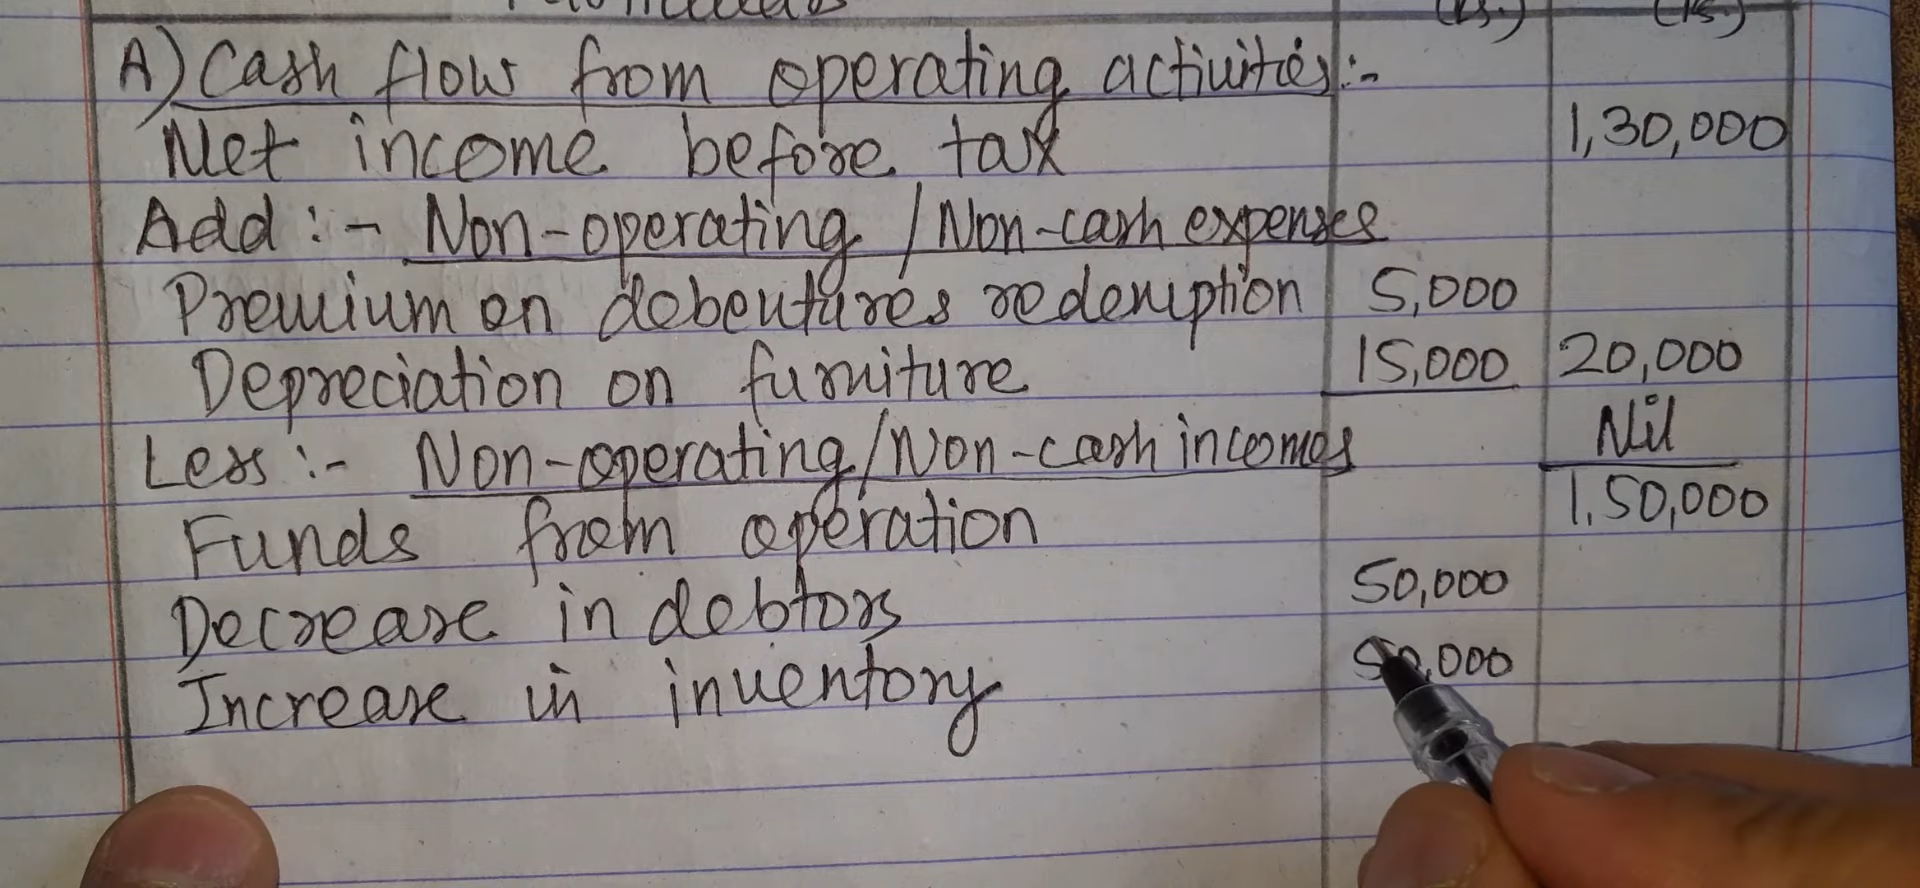 (Rs.) (Rs.)
A) Cash flow from operating activities:-
Net income before tax 1,30,000
Add :- Non-operating / Non-cash expenses
Premium on debentures redemption 5,000
Depreciation on furniture 15,000 20,000
Less :- Non-operating/Non-cash incomes Nil
Funds from operation 1,50,000
Decrease in debtors 50,000
Increase in inventory